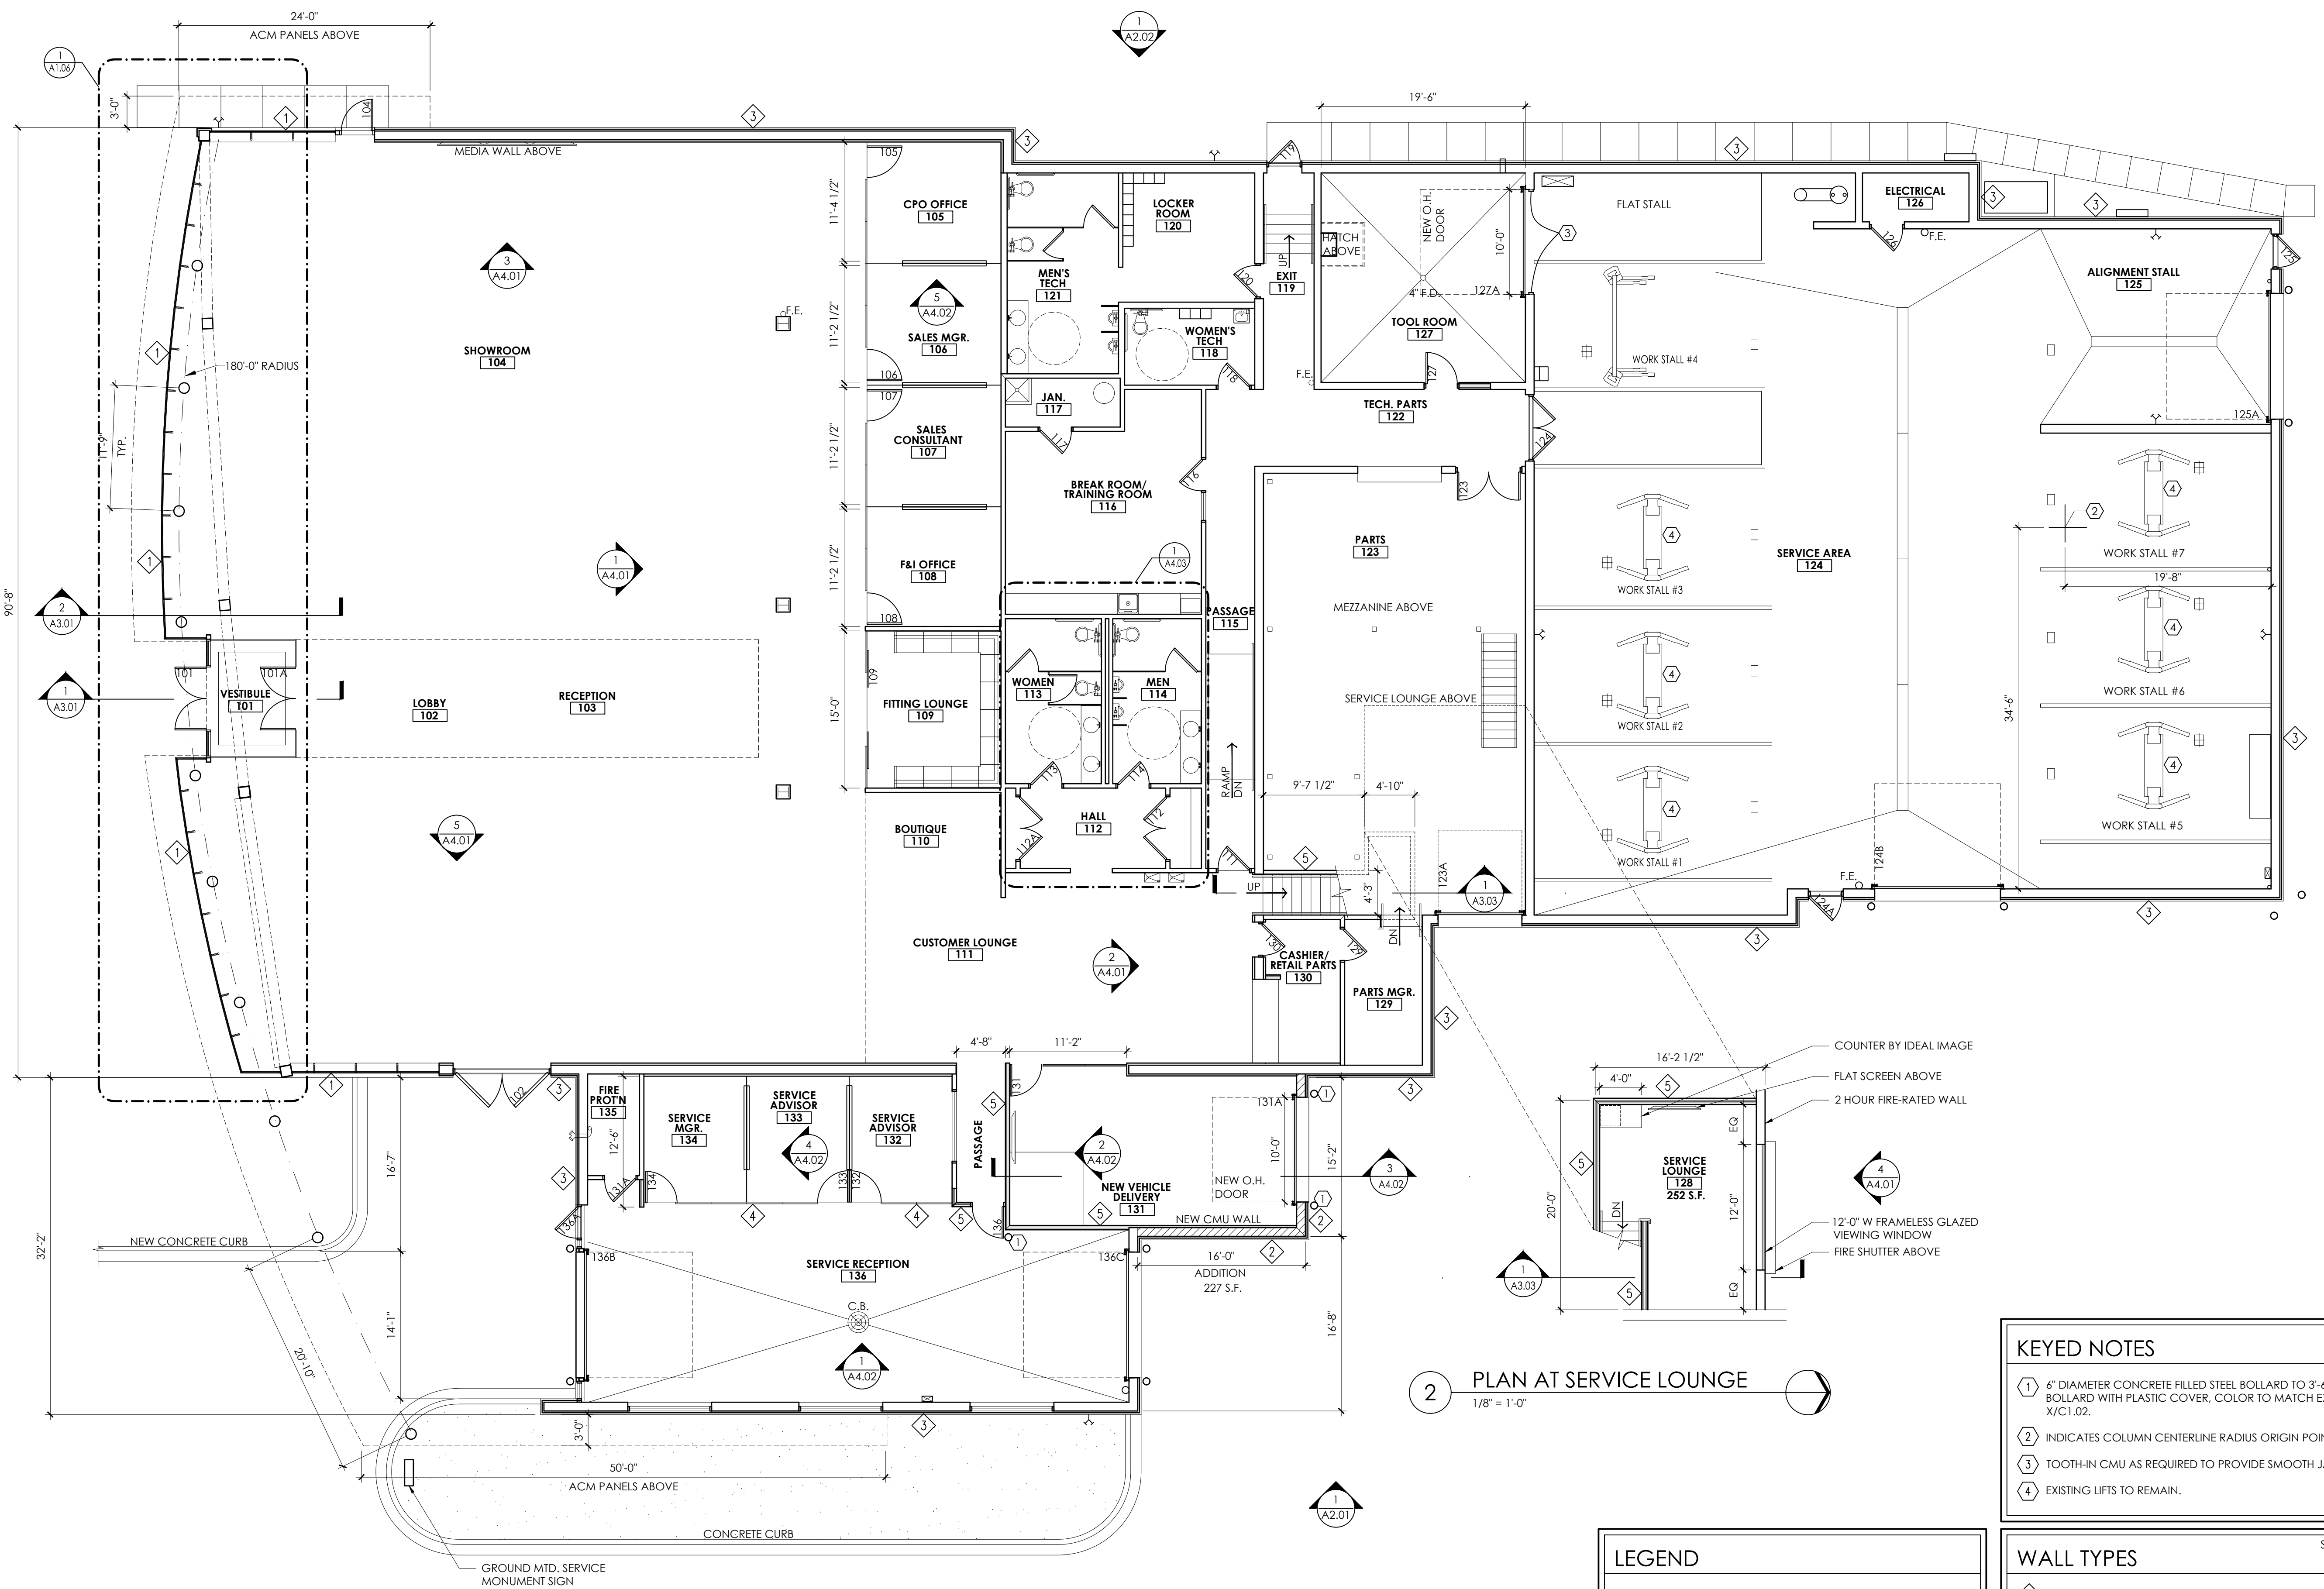 24'-0"
ACM PANELS ABOVE
1
A2.02
1
A1.06
3'-0"
1
104
3
3
19'-6"
119
3
MEDIA WALL ABOVE
105
CPO OFFICE
105
11'-4 1/2"
LOCKER
ROOM
120
UP
EXIT
119
120
HATCH
ABOVE
NEW O.H.
DOOR
10'-0"
3
FLAT STALL
ELECTRICAL
126
126
F.E.
3
3
125
ALIGNMENT STALL
125
125A
3
A4.01
MEN'S
TECH
121
5
A4.02
4" F.D.
127A
TOOL ROOM
127
127
F.E.
SALES MGR.
106
106
11'-2 1/2"
WOMEN'S
TECH
118
118
F.E.
WORK STALL #4
SHOWROOM
104
1
180'-0" RADIUS
11'-9"
TYP.
107
SALES
CONSULTANT
107
11'-2 1/2"
JAN.
117
117
TECH. PARTS
122
124
116
BREAK ROOM/
TRAINING ROOM
116
123
4
2
WORK STALL #7
19'-8"
PARTS
123
4
WORK STALL #3
SERVICE AREA
124
1
1
A4.01
F&I OFFICE
108
108
11'-2 1/2"
1
A4.03
90'-8"
2
A3.01
MEZZANINE ABOVE
PASSAGE
115
4
WORK STALL #6
34'-6"
101
101A
VESTIBULE
101
1
A3.01
LOBBY
102
RECEPTION
103
109
FITTING LOUNGE
109
15'-0"
WOMEN
113
113
MEN
114
114
SERVICE LOUNGE ABOVE
4
WORK STALL #2
3
RAMP
DN
9'-7 1/2"
4'-10"
4
WORK STALL #5
5
A4.01
1
BOUTIQUE
110
HALL
112
112A
112
111
5
UP
4'-3"
123A
1
A3.03
4
WORK STALL #1
124B
F.E.
124A
3
3
DN
CUSTOMER LOUNGE
111
2
A4.01
130
CASHIER/
RETAIL PARTS
130
129
PARTS MGR.
129
3
4'-8"
11'-2"
1
102
3
FIRE
PROT'N
135
12'-6"
131A
SERVICE
MGR.
134
134
SERVICE
ADVISOR
133
133
4
A4.02
SERVICE
ADVISOR
132
132
PASSAGE
5
131
2
A4.02
131A
1
3
10'-0"
15'-2"
3
A4.02
NEW VEHICLE
DELIVERY
131
NEW O.H.
DOOR
1
2
NEW CMU WALL
5
4
4
5
136
1
3
136A
136B
136C
SERVICE RECEPTION
136
C.B.
1
A4.02
2
16'-0"
ADDITION
227 S.F.
16'-8"
16'-7"
14'-1"
32'-2"
NEW CONCRETE CURB
20'-10"
3'-0"
3
50'-0"
ACM PANELS ABOVE
CONCRETE CURB
GROUND MTD. SERVICE
MONUMENT SIGN
1
A2.01
16'-2 1/2"
4'-0"
5
COUNTER BY IDEAL IMAGE
FLAT SCREEN ABOVE
2 HOUR FIRE-RATED WALL
EQ
5
SERVICE
LOUNGE
128
252 S.F.
4
A4.01
20'-0"
DN
12'-0"
12'-0" W FRAMELESS GLAZED
VIEWING WINDOW
FIRE SHUTTER ABOVE
1
A3.03
5
EQ
2
PLAN AT SERVICE LOUNGE
1/8" = 1'-0"
KEYED NOTES
1 6" DIAMETER CONCRETE FILLED STEEL BOLLARD TO 3'-
BOLLARD WITH PLASTIC COVER, COLOR TO MATCH
X/C1.02.
2 INDICATES COLUMN CENTERLINE RADIUS ORIGIN
3 TOOTH-IN CMU AS REQUIRED TO PROVIDE SMOOTH
4 EXISTING LIFTS TO REMAIN.
LEGEND
WALL TYPES